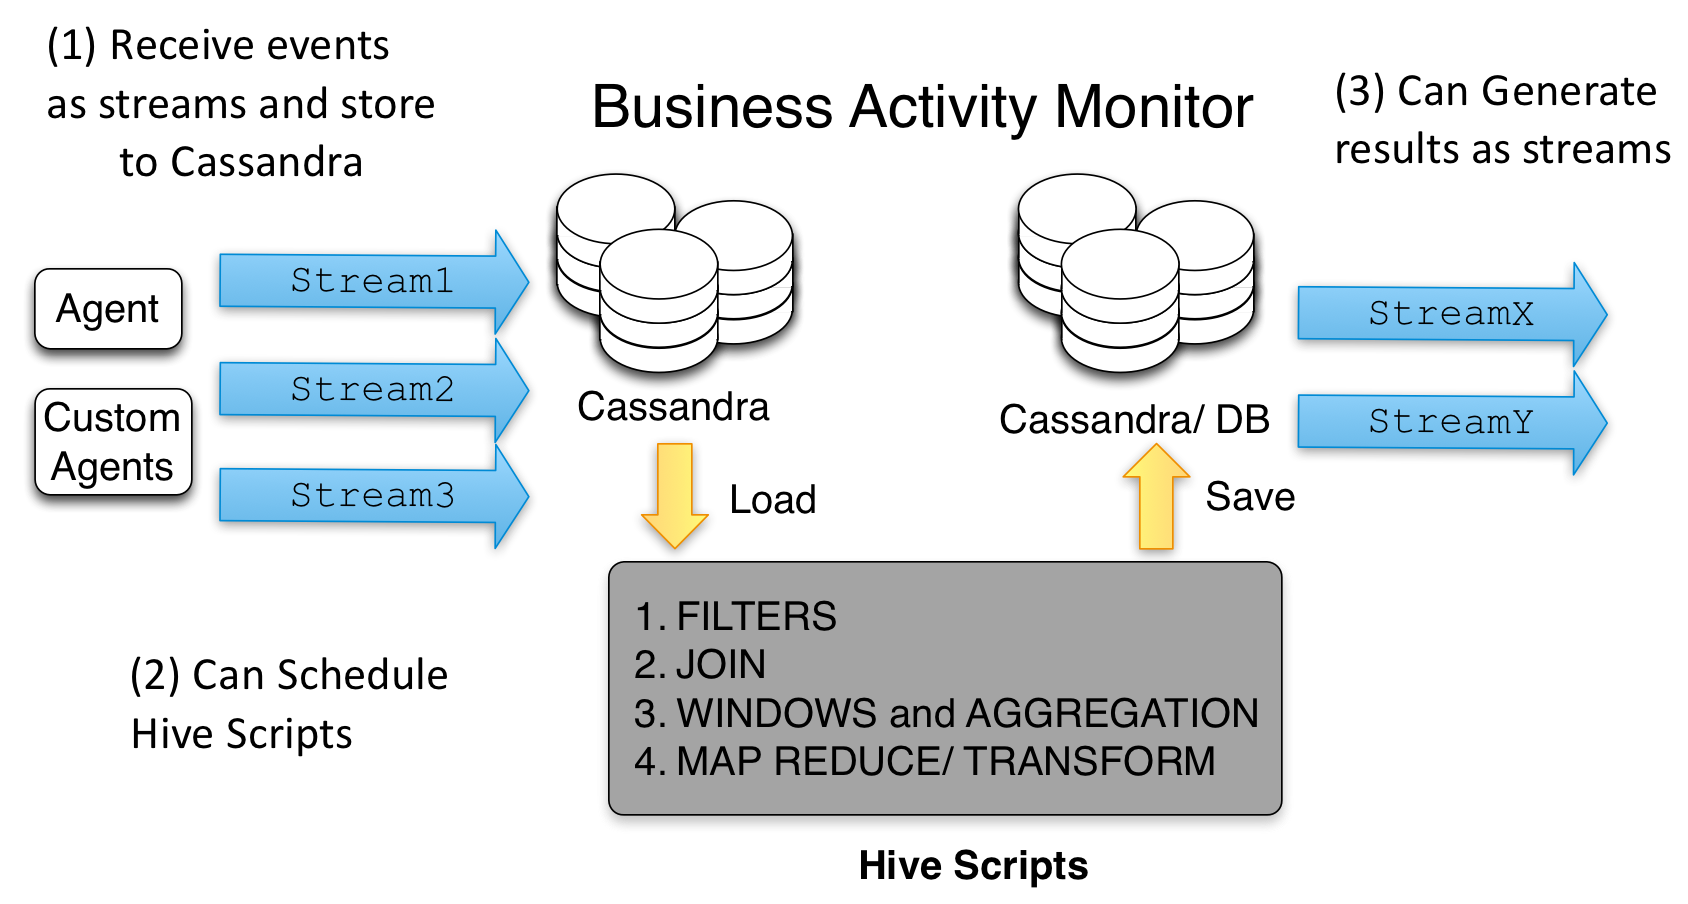 (1) Receive events
as streams and store
to Cassandra
Business Activity Monitor
(3) Can Generate
results as streams
Agent
Custom
Agents
Stream1
Stream2
Stream3
Cassandra
Cassandra/ DB
StreamX
StreamY
Load
Save
(2) Can Schedule
Hive Scripts
1. FILTERS
2. JOIN
3. WINDOWS and AGGREGATION
4. MAP REDUCE/ TRANSFORM
Hive Scripts